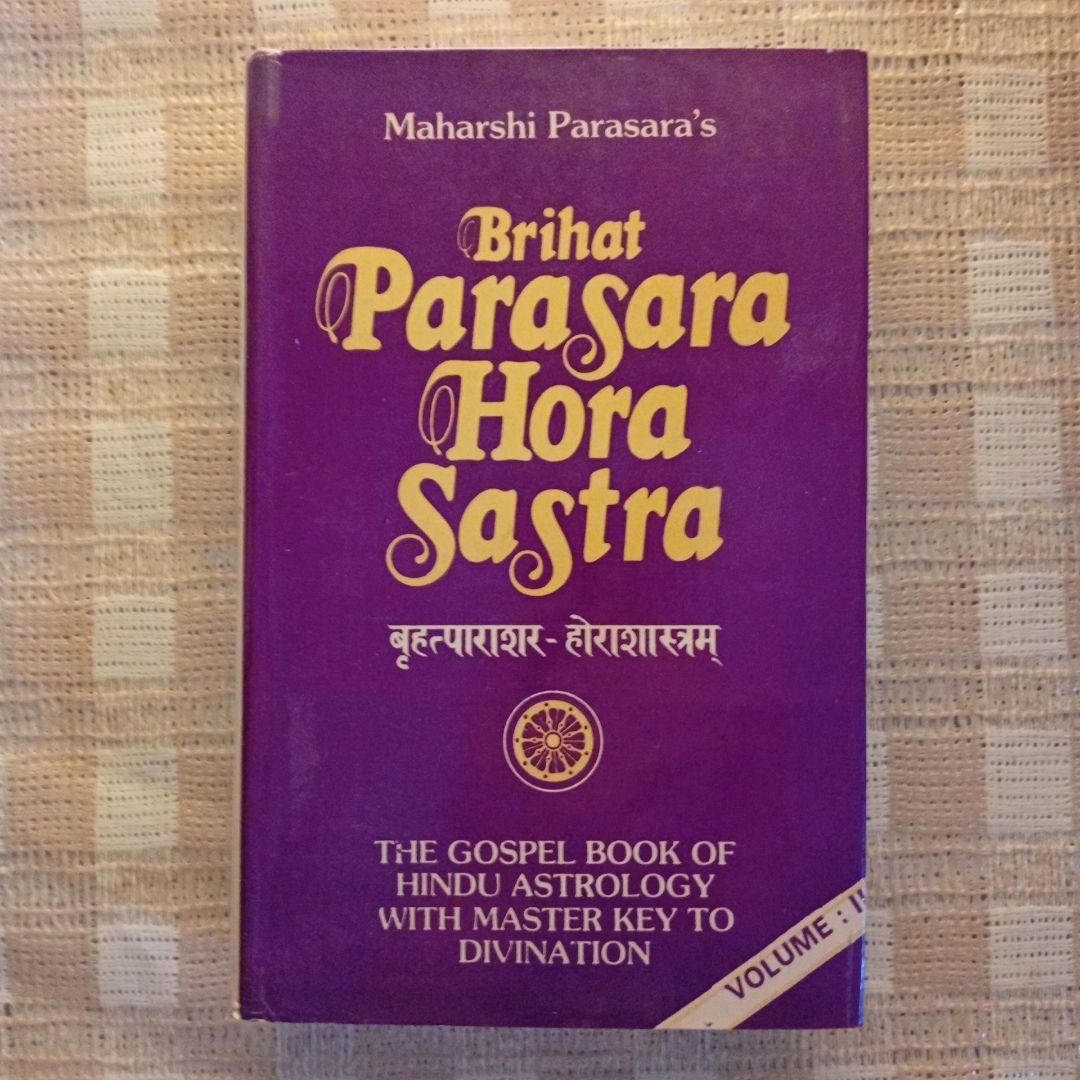 Maharshi Parasara's
Brihat
Parasara
Hora
Sastra
बृहत्पाराशर-होराशास्त्रम्
THE GOSPEL BOOK OF
HINDU ASTROLOGY
WITH MASTER KEY TO
DIVINATION
VOLUME :